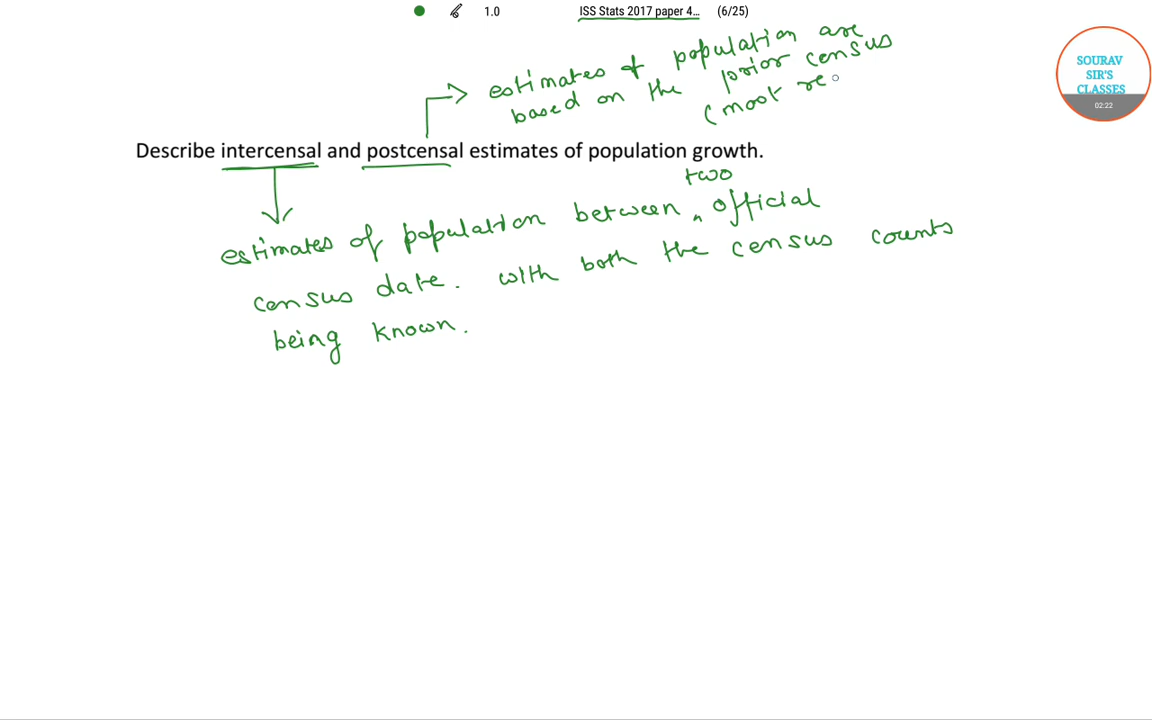 1.0 ISS Stats 2017 paper 4... (6/25)
SOURAV
SIR'S
CLASSES
02:22
estimates of population are
based on the prior census
(most re
Describe intercensal and postcensal estimates of population growth.
estimates of population between two official
census date. with both the census counts
being known.